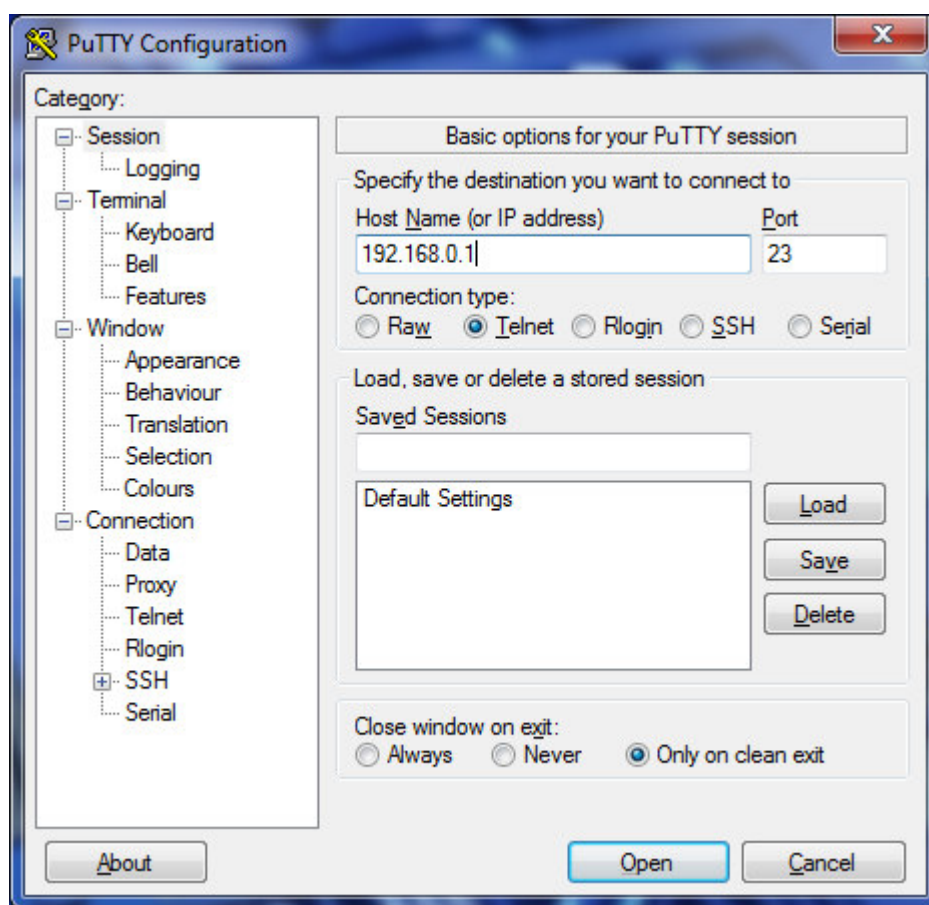 PuTTY Configuration
Category:
Session
Logging
Terminal
Keyboard
Bell
Features
Window
Appearance
Behaviour
Translation
Selection
Colours
Connection
Data
Proxy
Telnet
Rlogin
SSH
Serial
Basic options for your PuTTY session
Specify the destination you want to connect to
Host Name (or IP address) Port
192.168.0.1 23
Connection type:
Raw Telnet Rlogin SSH Serial
Load, save or delete a stored session
Saved Sessions
Default Settings
Load
Save
Delete
Close window on exit:
Always Never Only on clean exit
About Open Cancel